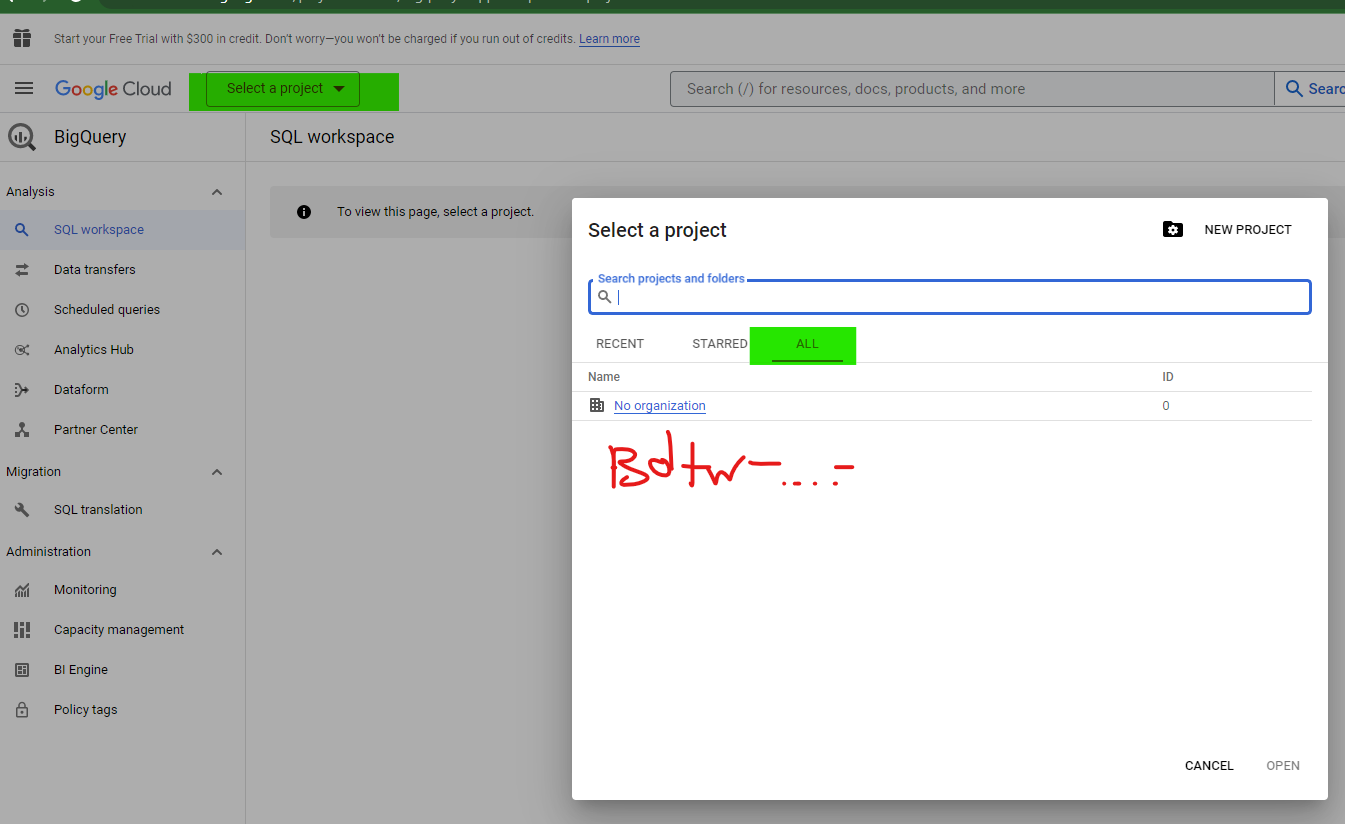 Start your Free Trial with $300 in credit. Don't worry—you won't be charged if you run out of credits. Learn more
Google Cloud
Select a project
Search (/) for resources, docs, products, and more
BigQuery
SQL workspace
Analysis
SQL workspace
Data transfers
Scheduled queries
Analytics Hub
Dataform
Partner Center
Migration
SQL translation
Administration
Monitoring
Capacity management
BI Engine
Policy tags
To view this page, select a project.
Select a project
NEW PROJECT
Search projects and folders
RECENT STARRED ALL
Name ID
No organization 0
CANCEL OPEN